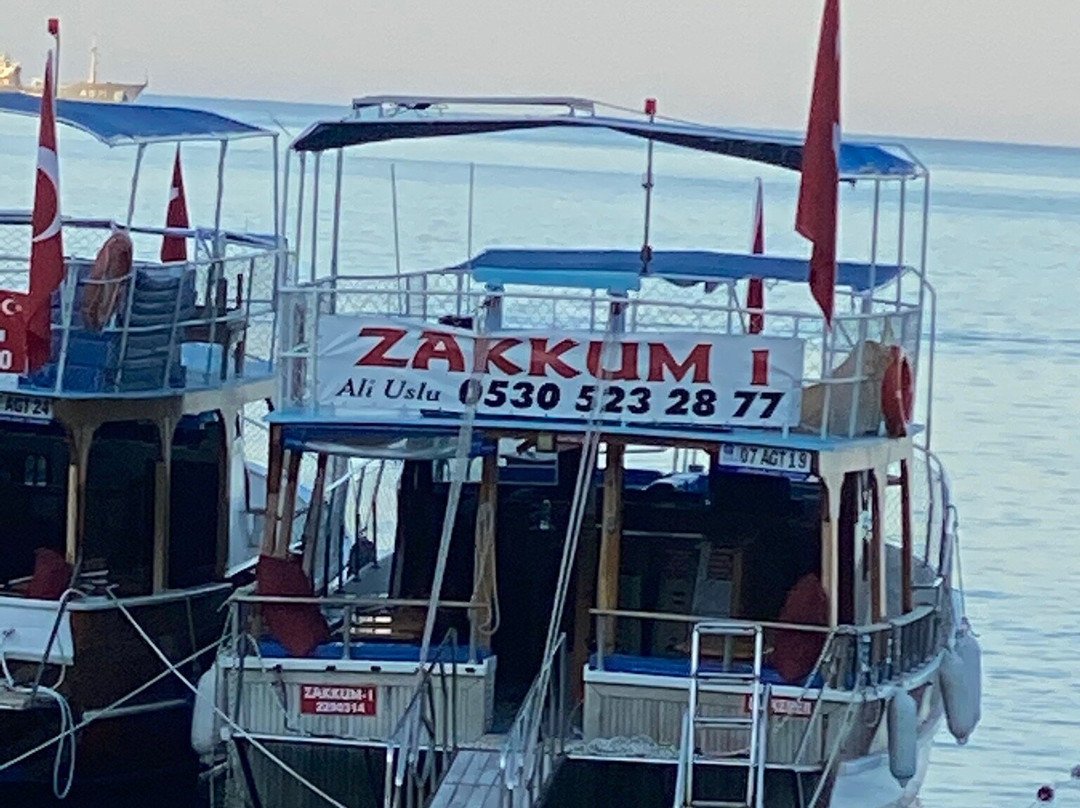 ZAKKUM I
Ali Uslu 0530 523 28 77
AGT 24
07 AGT 19
ZAKKUM-I